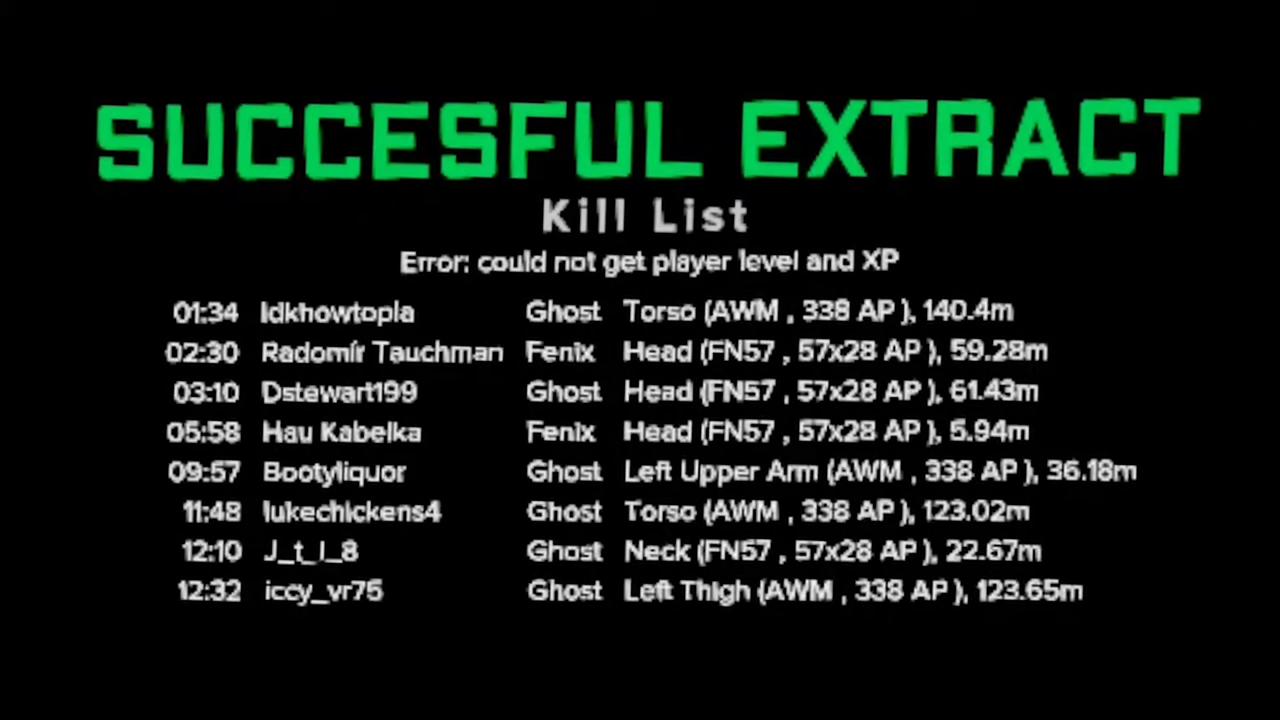 SUCCESFUL EXTRACT
Kill List
Error: could not get player level and XP
01:34 Idkhowtopla Ghost Torso (AWM , 338 AP ), 140.4m
02:30 Radomír Tauchman Fenix Head (FN57 , 57x28 AP ), 59.28m
03:10 Dstewart199 Ghost Head (FN57 , 57x28 AP ), 61.43m
05:58 Hau Kabelka Fenix Head (FN57 , 57x28 AP ), 5.94m
09:57 Bootyliquor Ghost Left Upper Arm (AWM , 338 AP ), 36.18m
11:48 lukechickens4 Ghost Torso (AWM , 338 AP ), 123.02m
12:10 J_t_l_8 Ghost Neck (FN57 , 57x28 AP ), 22.67m
12:32 iccy_vr75 Ghost Left Thigh (AWM , 338 AP ), 123.65m